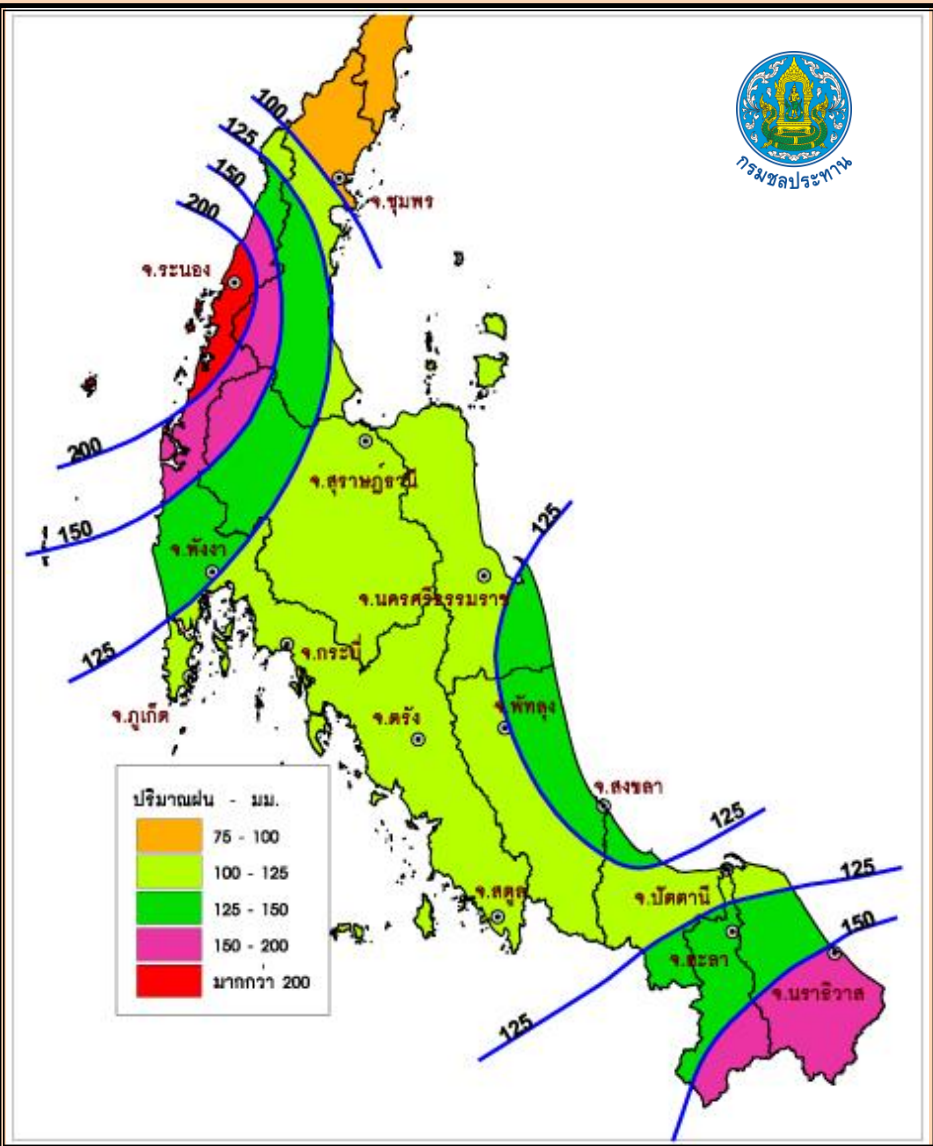 กรมชลประทาน
100
125
150
200
จ.ชุมพร
จ.ระนอง
200
150
125
จ.สุราษฎ์ธานี
จ.พังงา
จ.นครศรีธรรมราช
125
จ.กระบี่
จ.ภูเก็ต
จ.ตรัง
จ.พัทลุง
จ.สงขลา
125
125
150
จ.สตูล
จ.ปัตตานี
จ.ยะลา
จ.นราธิวาส
125
ปริมาณฝน - มม.
75 - 100
100 - 125
125 - 150
150 - 200
มากกว่า 200